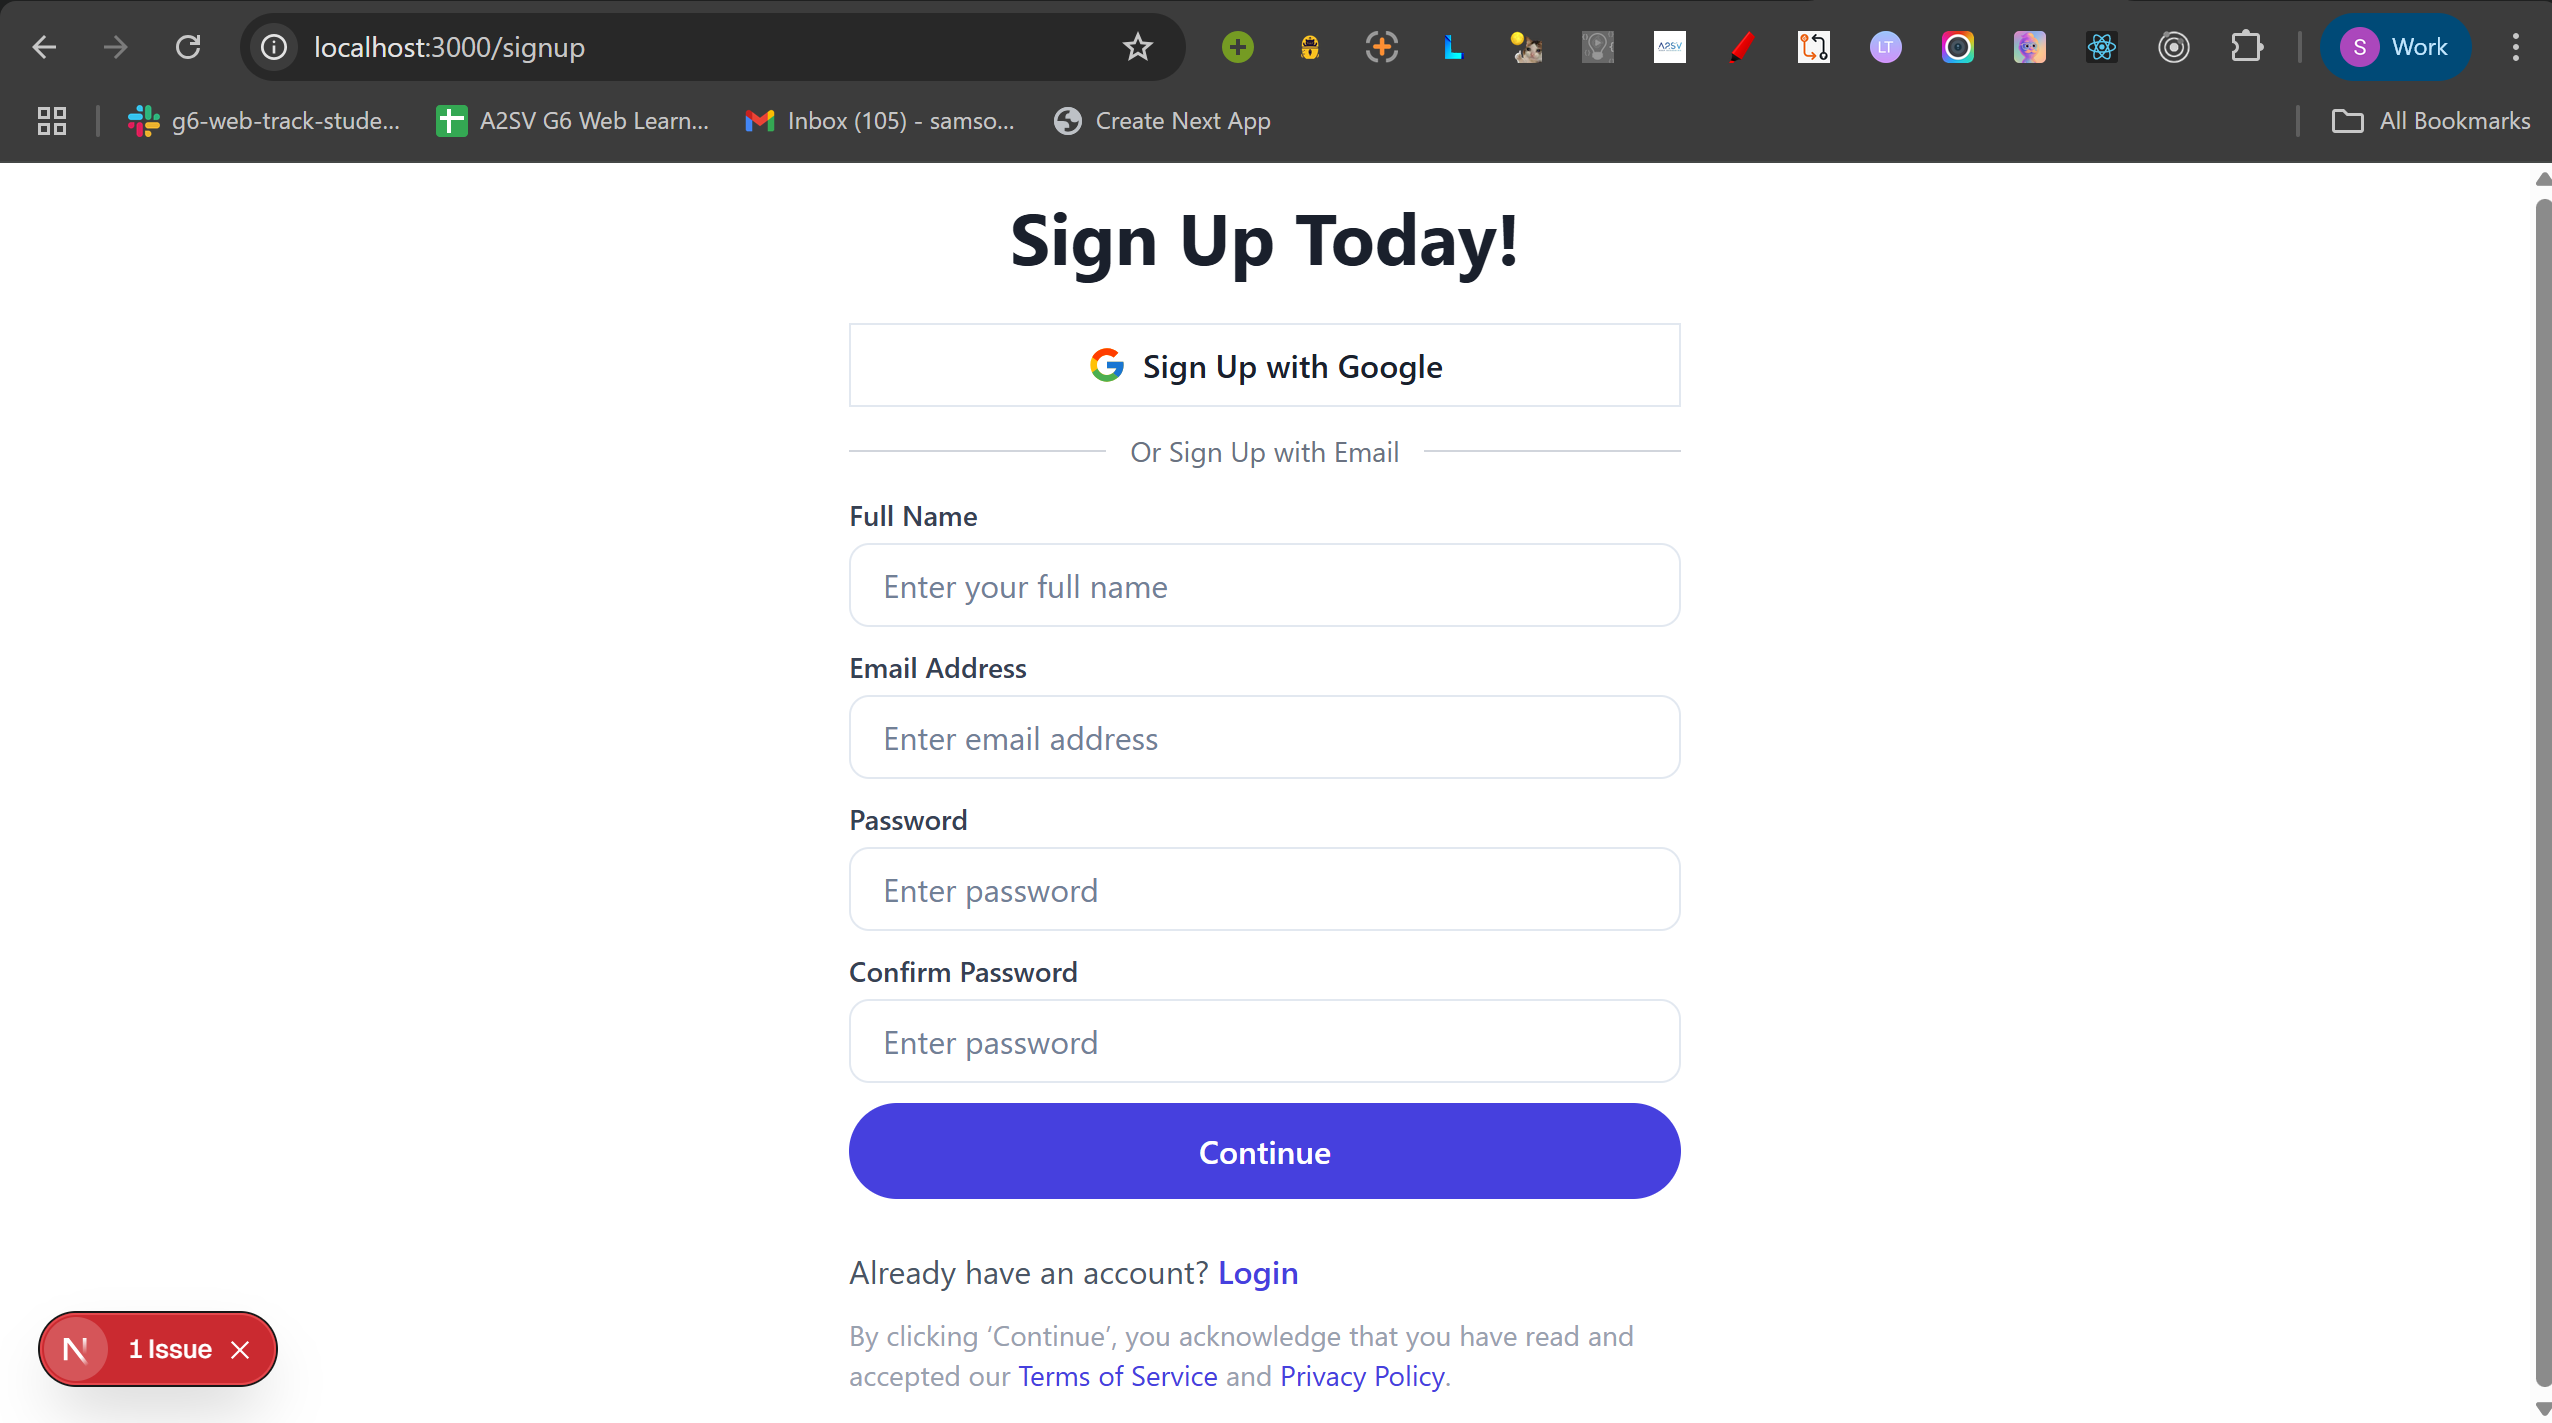 localhost:3000/signup
A2SV
LT
S Work
g6-web-track-stude...
A2SV G6 Web Learn...
Inbox (105) - samso...
Create Next App
All Bookmarks
Sign Up Today!
Sign Up with Google
Or Sign Up with Email
Full Name
Enter your full name
Email Address
Enter email address
Password
Enter password
Confirm Password
Enter password
Continue
Already have an account? Login
By clicking ‘Continue’, you acknowledge that you have read and
accepted our Terms of Service and Privacy Policy.
N 1 Issue